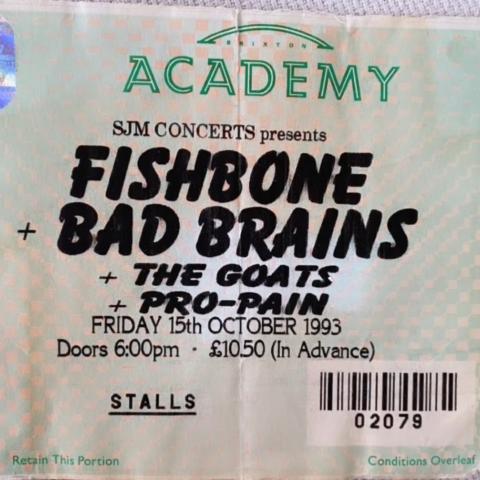 BRIXTON
ACADEMY
SJM CONCERTS presents
FISHBONE
+ BAD BRAINS
+ THE GOATS
+ PRO-PAIN
FRIDAY 15th OCTOBER 1993
Doors 6:00pm · £10.50 (In Advance)
STALLS
02079
Retain This Portion
Conditions Overleaf